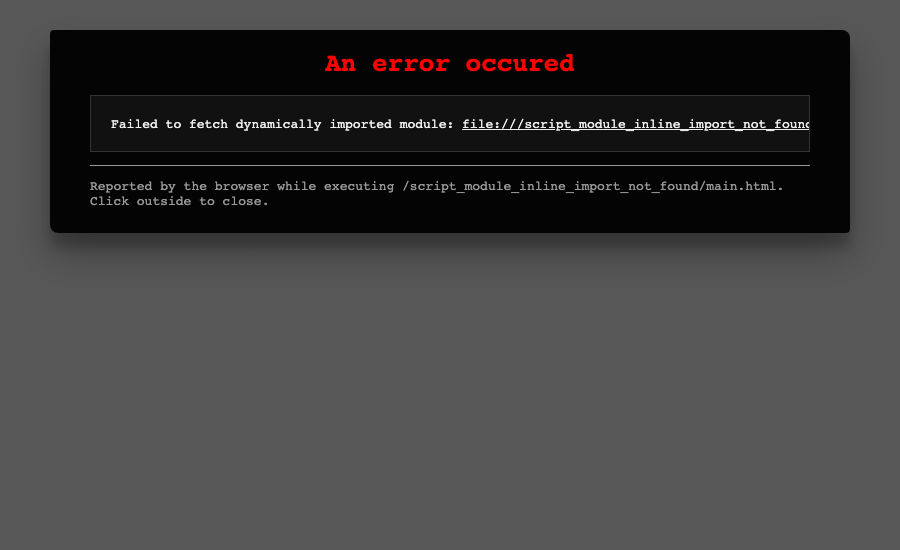 An error occured
Failed to fetch dynamically imported module: file:///script_module_inline_import_not_found
Reported by the browser while executing /script_module_inline_import_not_found/main.html.
Click outside to close.